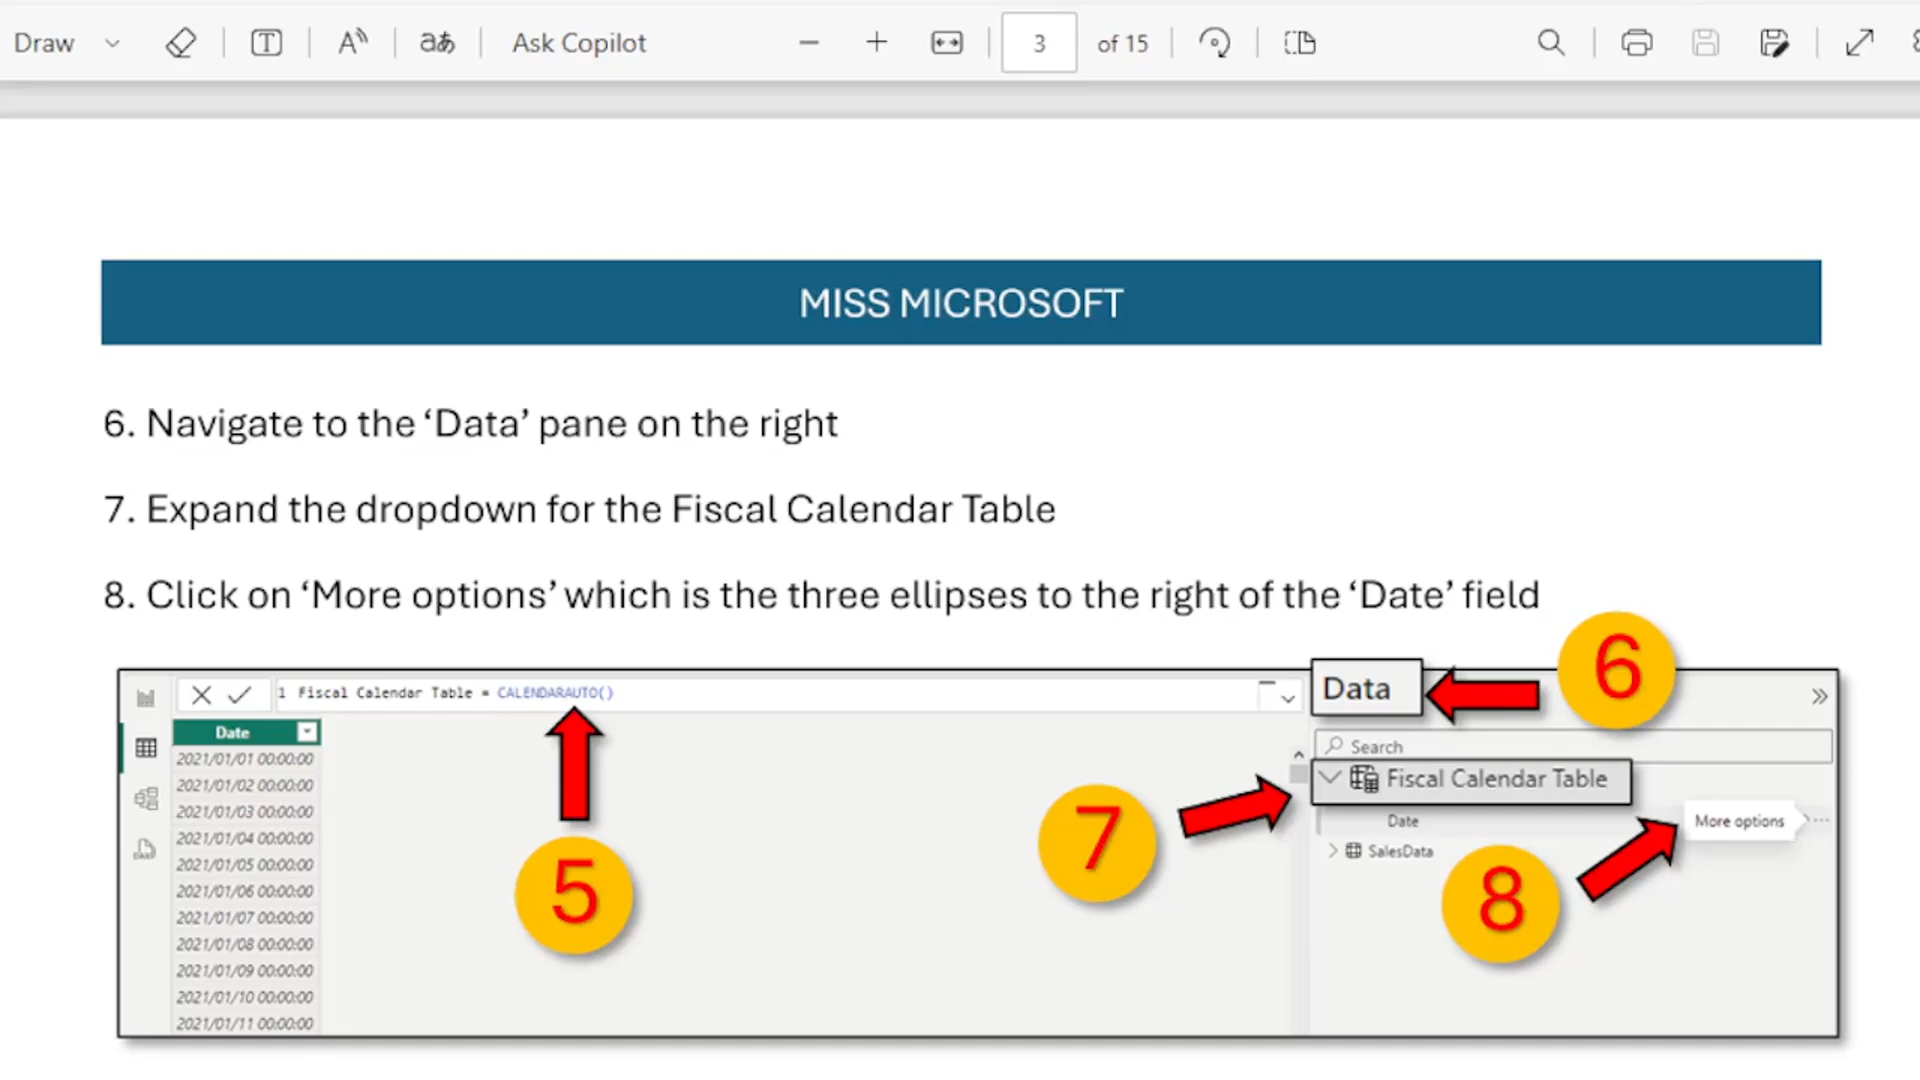 Draw
T
A
aあ
Ask Copilot
3
of 15
MISS MICROSOFT
6. Navigate to the ‘Data’ pane on the right
7. Expand the dropdown for the Fiscal Calendar Table
8. Click on ‘More options’ which is the three ellipses to the right of the ‘Date’ field
1 Fiscal Calendar Table = CALENDARAUTO()
Data
6
Date
Search
2021/01/01 00:00:00
2021/01/02 00:00:00
2021/01/03 00:00:00
2021/01/04 00:00:00
2021/01/05 00:00:00
2021/01/06 00:00:00
2021/01/07 00:00:00
2021/01/08 00:00:00
2021/01/09 00:00:00
2021/01/10 00:00:00
2021/01/11 00:00:00
5
7
Fiscal Calendar Table
Date
More options
SalesData
8